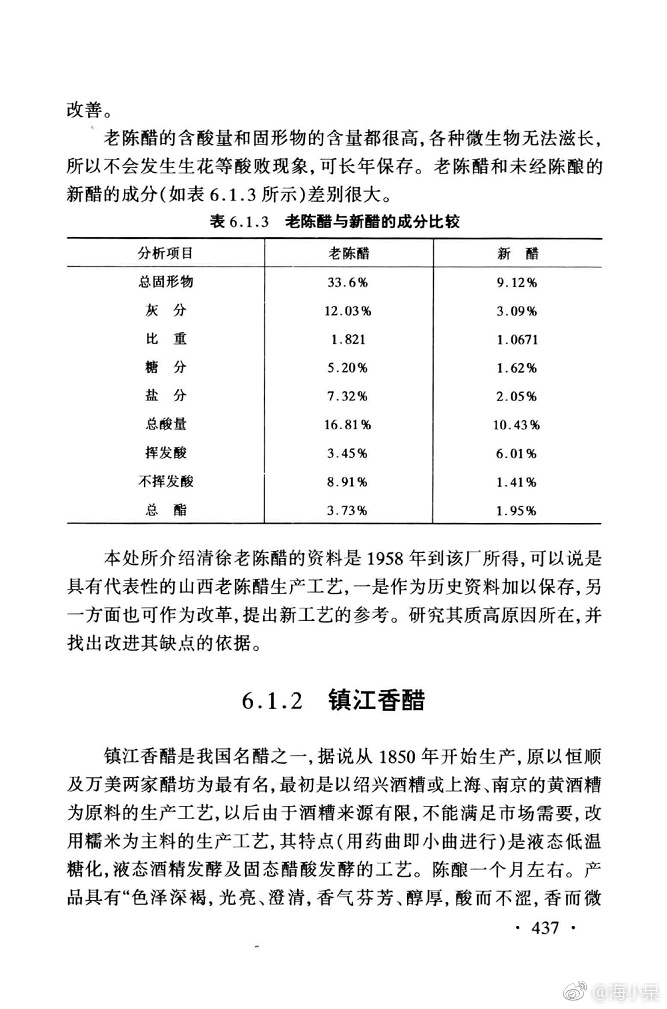 改善。
老陈醋的含酸量和固形物的含量都很高,各种微生物无法滋长,
所以不会发生生花等酸败现象,可长年保存。老陈醋和未经陈酿的
新醋的成分(如表6.1.3所示)差别很大。
表6.1.3 老陈醋与新醋的成分比较
分析项目 老陈醋 新 醋
总固形物 33.6% 9.12%
灰 分 12.03% 3.09%
比 重 1.821 1.0671
糖 分 5.20% 1.62%
盐 分 7.32% 2.05%
总酸量 16.81% 10.43%
挥发酸 3.45% 6.01%
不挥发酸 8.91% 1.41%
总 酯 3.73% 1.95%
本处所介绍清徐老陈醋的资料是1958年到该厂所得,可以说是
具有代表性的山西老陈醋生产工艺,一是作为历史资料加以保存,另
一方面也可作为改革,提出新工艺的参考。研究其质高原因所在,并
找出改进其缺点的依据。
6.1.2 镇江香醋
镇江香醋是我国名醋之一,据说从1850年开始生产,原以恒顺
及万美两家醋坊为最有名,最初是以绍兴酒糟或上海、南京的黄酒糟
为原料的生产工艺,以后由于酒糟来源有限,不能满足市场需要,改
用糯米为主料的生产工艺,其特点(用药曲即小曲进行)是液态低温
糖化,液态酒精发酵及固态醋酸发酵的工艺。陈酿一个月左右。产
品具有“色泽深褐,光亮、澄清,香气芬芳、醇厚,酸而不涩,香而微
· 437 ·
@海小呆